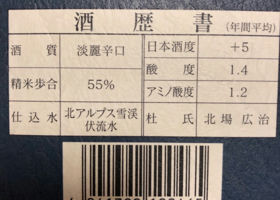 酒歴書 (年間平均)
酒質 淡麗辛口 日本酒度 +5
精米歩合 55% 酸度 1.4
アミノ酸度 1.2
仕込水 北アルプス雪渓
伏流水 杜氏 北場広治